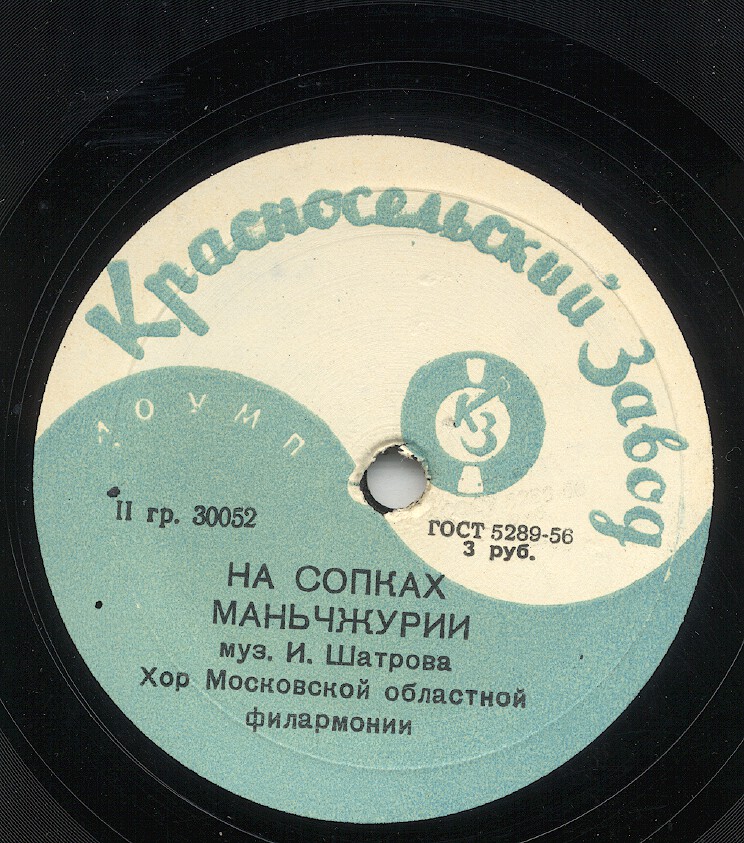 Красносельский Завод
КЗ
II гр. 30052
ГОСТ 5289-56
3 руб.
НА СОПКАХ
МАНЬЧЖУРИИ
муз. И. Шатрова
Хор Московской областной
филармонии